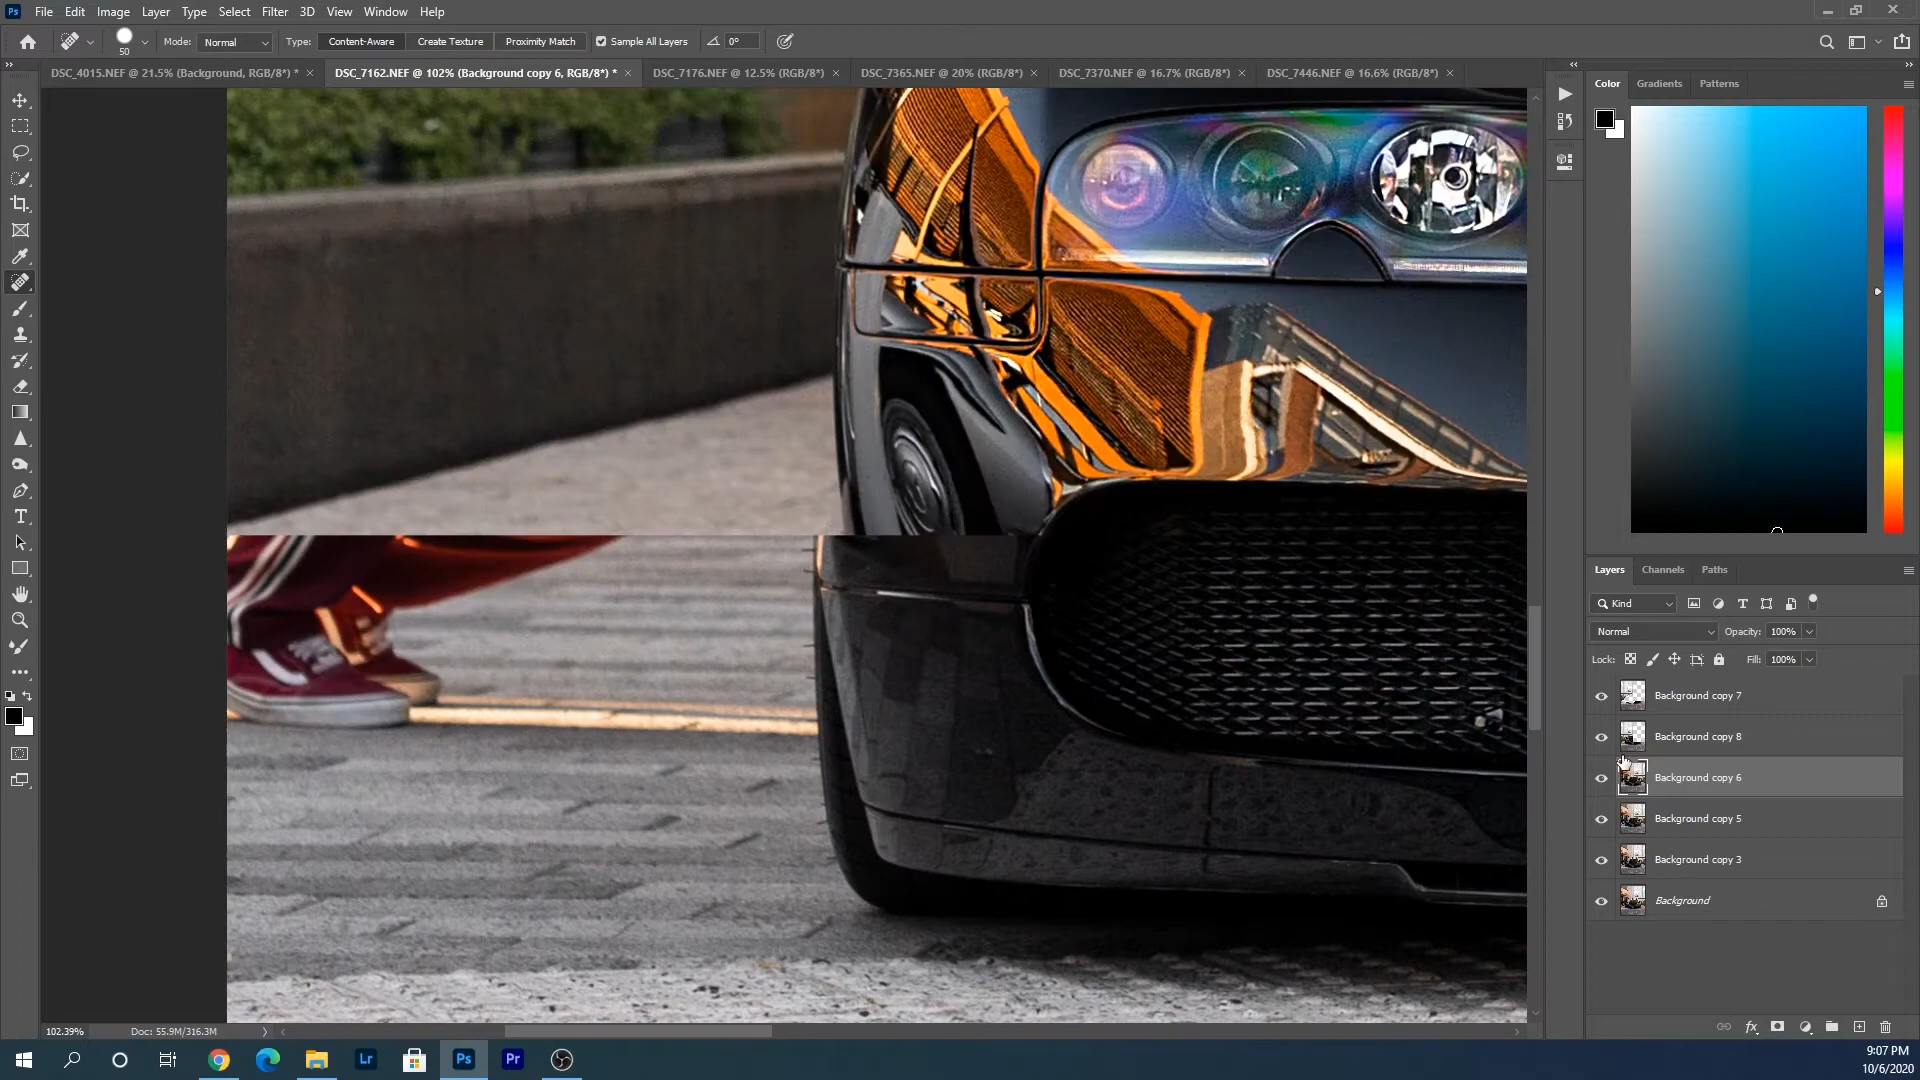 Ps File Edit Image Layer Type Select Filter 3D View Window Help
50 Mode: Normal Type: Content-Aware Create Texture Proximity Match Sample All Layers 0°
DSC_4015.NEF @ 21.5% (Background, RGB/8*) * DSC_7162.NEF @ 102% (Background copy 6, RGB/8*) * DSC_7176.NEF @ 12.5% (RGB/8*) DSC_7365.NEF @ 20% (RGB/8*) DSC_7370.NEF @ 16.7% (RGB/8*) DSC_7446.NEF @ 16.6% (RGB/8*)
Color Gradients Patterns
Layers Channels Paths
Kind
Normal Opacity: 100%
Lock: Fill: 100%
Background copy 7
Background copy 8
Background copy 6
Background copy 5
Background copy 3
Background
102.39% Doc: 55.9M/316.3M
Lr Ps Pr
9:07 PM
10/6/2020